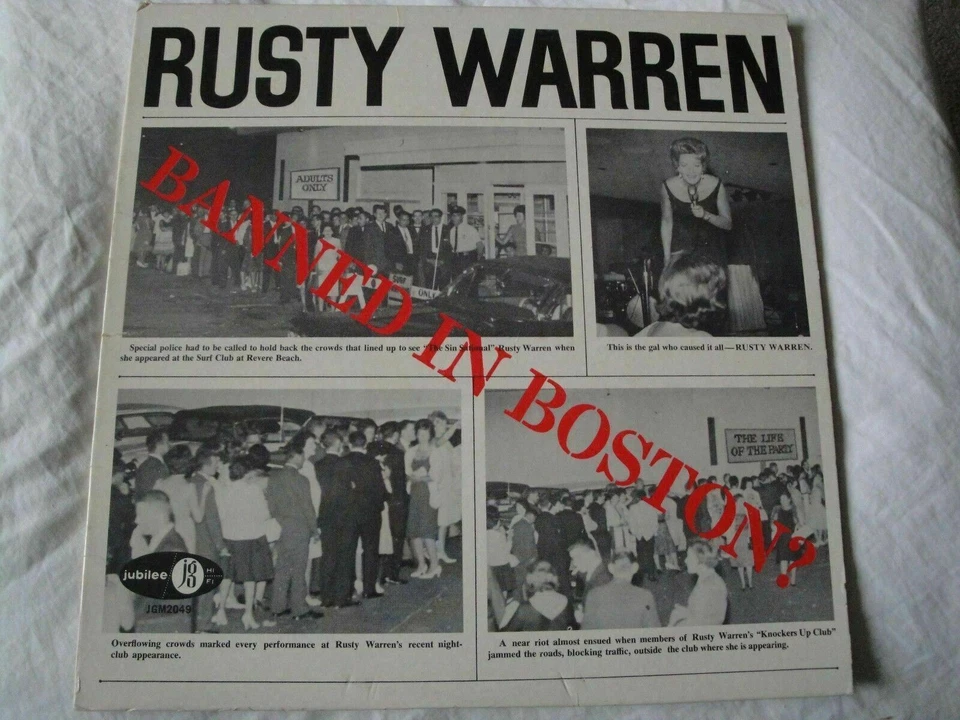 RUSTY WARREN
ADULTS
ONLY
ONLY
BANNED IN BOSTON?
Special police had to be called to hold back the crowds that lined up to see "The Sin Sational" Rusty Warren when
she appeared at the Surf Club at Revere Beach.
This is the gal who caused it all—RUSTY WARREN.
THE LIFE
OF THE PARTY
jubilee jg HI
FI
JGM2049
Overflowing crowds marked every performance at Rusty Warren's recent night-
club appearance.
A near riot almost ensued when members of Rusty Warren's "Knockers Up Club"
jammed the roads, blocking traffic, outside the club where she is appearing.